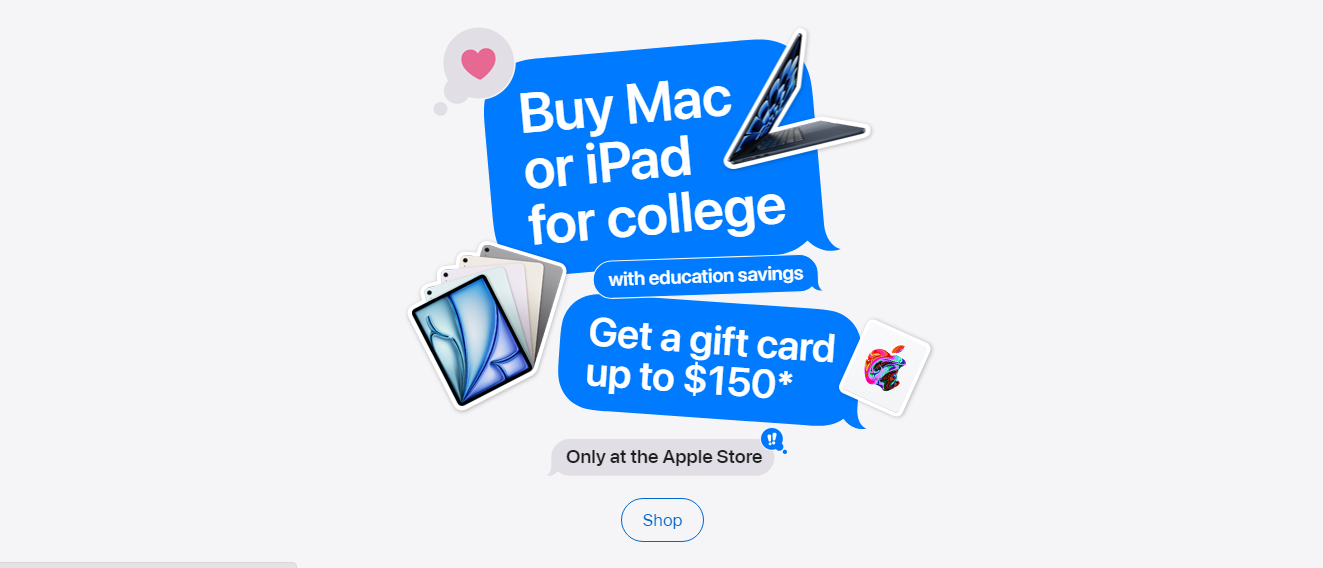 Buy Mac
or iPad
for college
with education savings
Get a gift card
up to $150*
Only at the Apple Store
!!
Shop